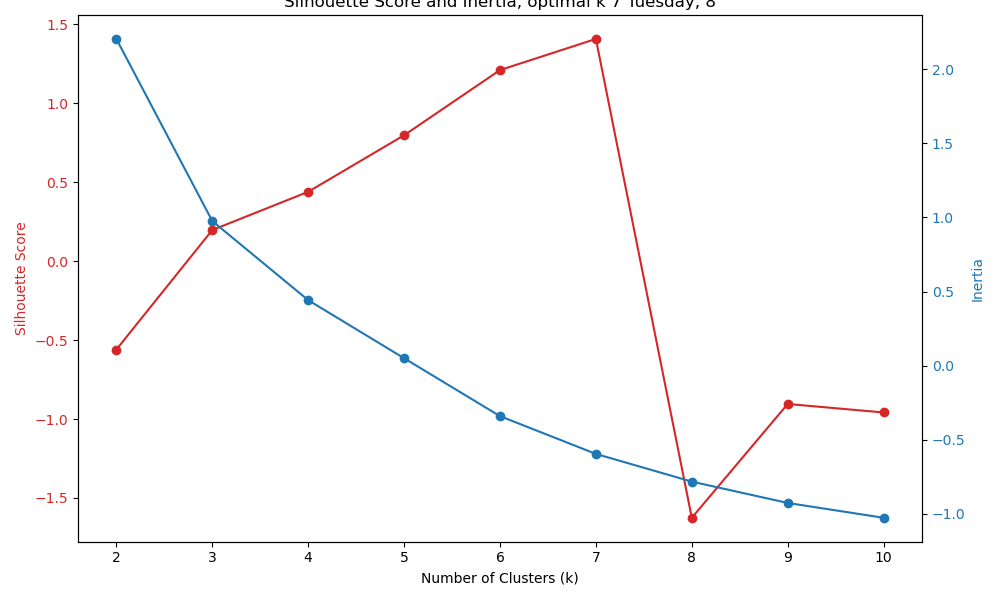 Silhouette Score and Inertia, optimal k 7 Tuesday, 8
1.5
1.0
0.5
0.0
−0.5
−1.0
−1.5
Silhouette Score
2.0
1.5
1.0
0.5
0.0
−0.5
−1.0
Inertia
2 3 4 5 6 7 8 9 10
Number of Clusters (k)